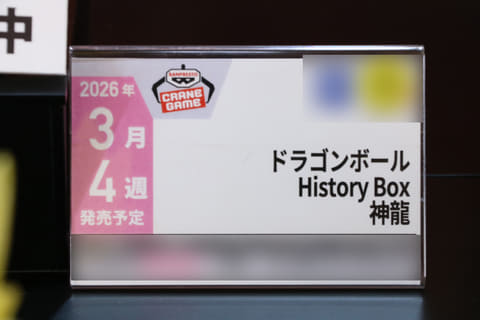 中
2026年
3月
4週
発売予定
BANPRESTO
CRANE
GAME
ドラゴンボール
History Box
神龍